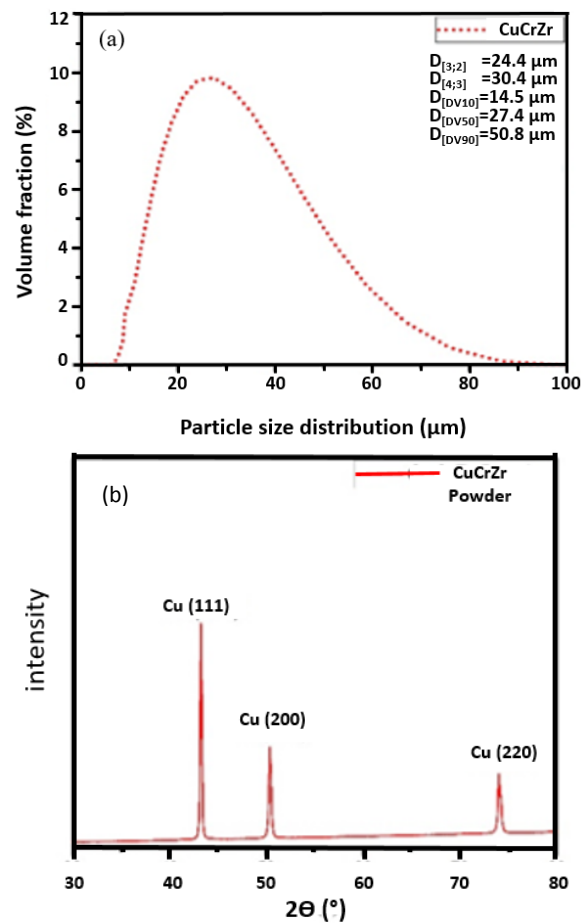 (a)
CuCrZr
D[3;2] =24.4 µm
D[4;3] =30.4 µm
D[DV10]=14.5 µm
D[DV50]=27.4 µm
D[DV90]=50.8 µm
Volume fraction (%)
12
10
8
6
4
2
0
0 20 40 60 80 100
Particle size distribution (µm)
(b)
CuCrZr
Powder
intensity
Cu (111)
Cu (200)
Cu (220)
30 40 50 60 70 80
2Ɵ (°)